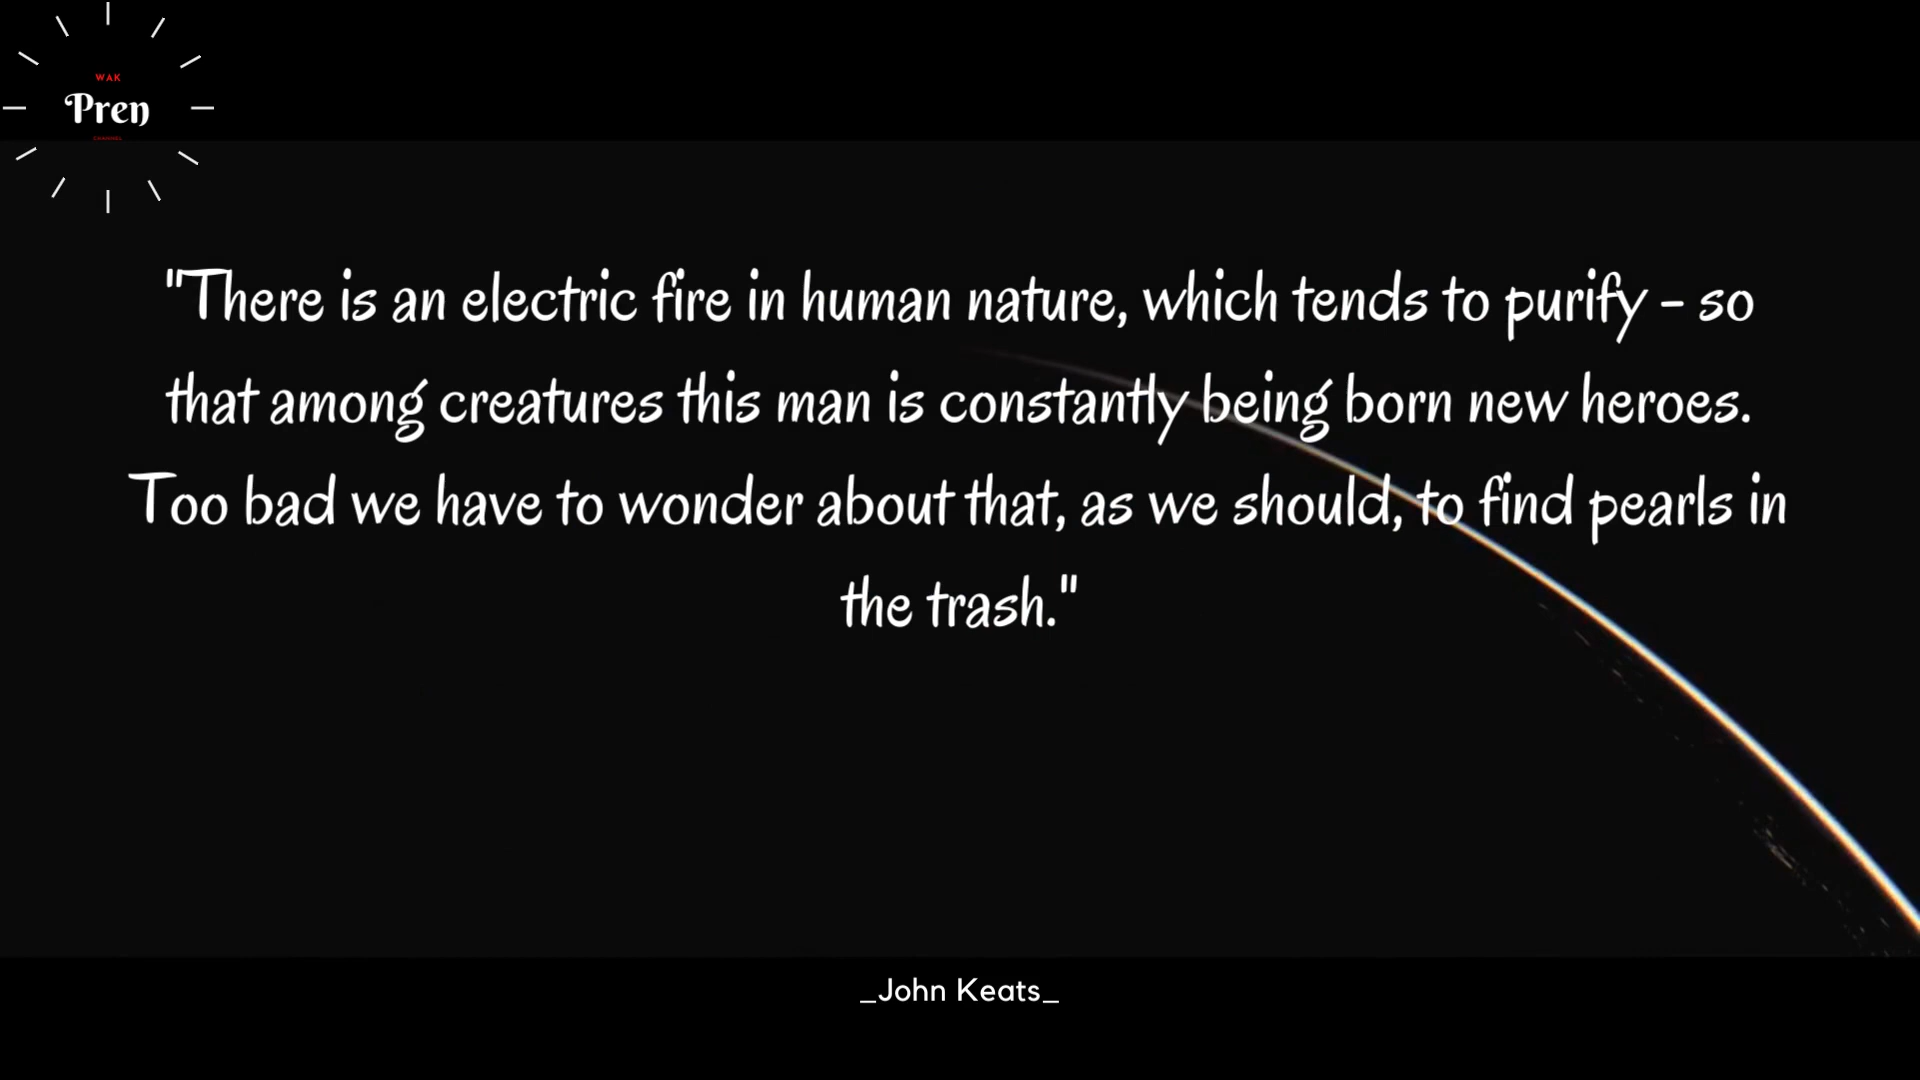 WAK
Pren
CHANNEL
"There is an electric fire in human nature, which tends to purify - so
that among creatures this man is constantly being born new heroes.
Too bad we have to wonder about that, as we should, to find pearls in
the trash."
_John Keats_